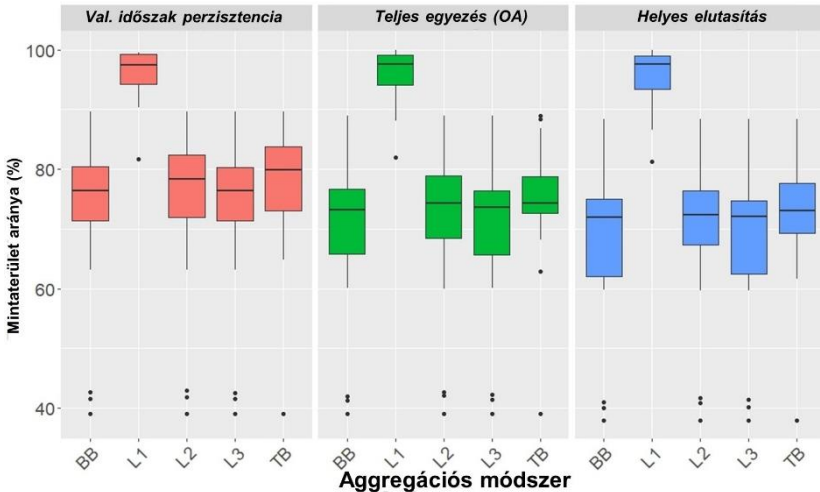 Val. időszak perzisztencia
Teljes egyezés (OA)
Helyes elutasítás
Mintaterület aránya (%)
100
80
60
40
BB L1 L2 L3 TB
BB L1 L2 L3 TB
BB L1 L2 L3 TB
Aggregációs módszer